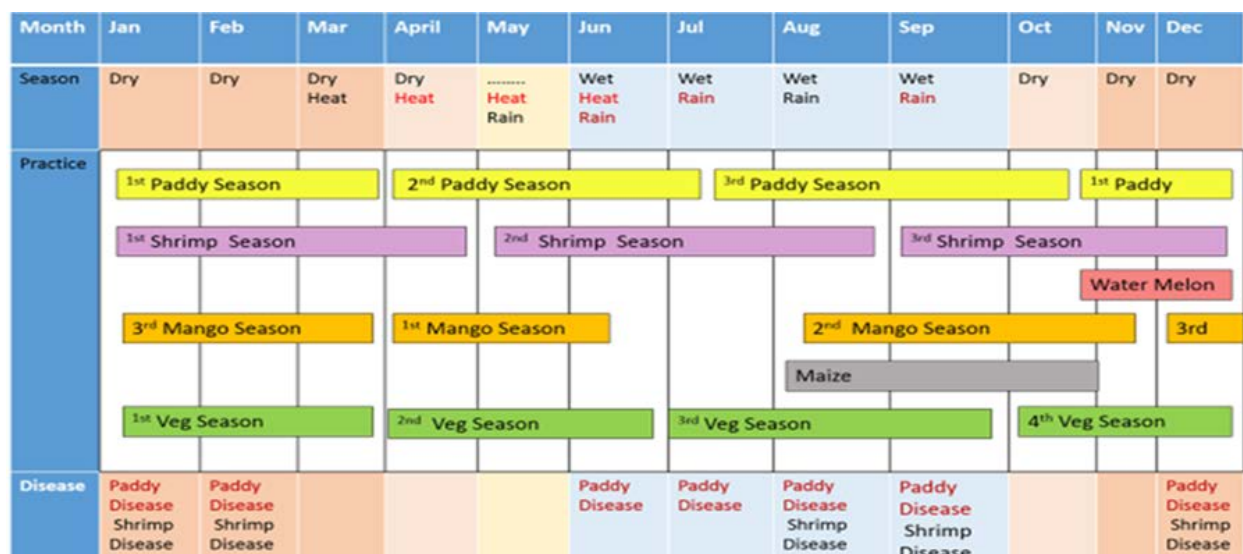 Month Jan Feb Mar April May Jun Jul Aug Sep Oct Nov Dec
Season Dry Dry Dry Dry -------- Wet Wet Wet Wet Dry Dry Dry
Heat Heat Heat Heat Rain Rain Rain
Rain Rain
Practice
1st Paddy Season 2nd Paddy Season 3rd Paddy Season 1st Paddy
1st Shrimp Season 2nd Shrimp Season 3rd Shrimp Season
Water Melon
3rd Mango Season 1st Mango Season 2nd Mango Season 3rd
Maize
1st Veg Season 2nd Veg Season 3rd Veg Season 4th Veg Season
Disease Paddy Paddy Paddy Paddy Paddy Paddy Paddy
Disease Disease Disease Disease Disease Disease Disease
Shrimp Shrimp Shrimp Shrimp Shrimp
Disease Disease Disease Disease Disease